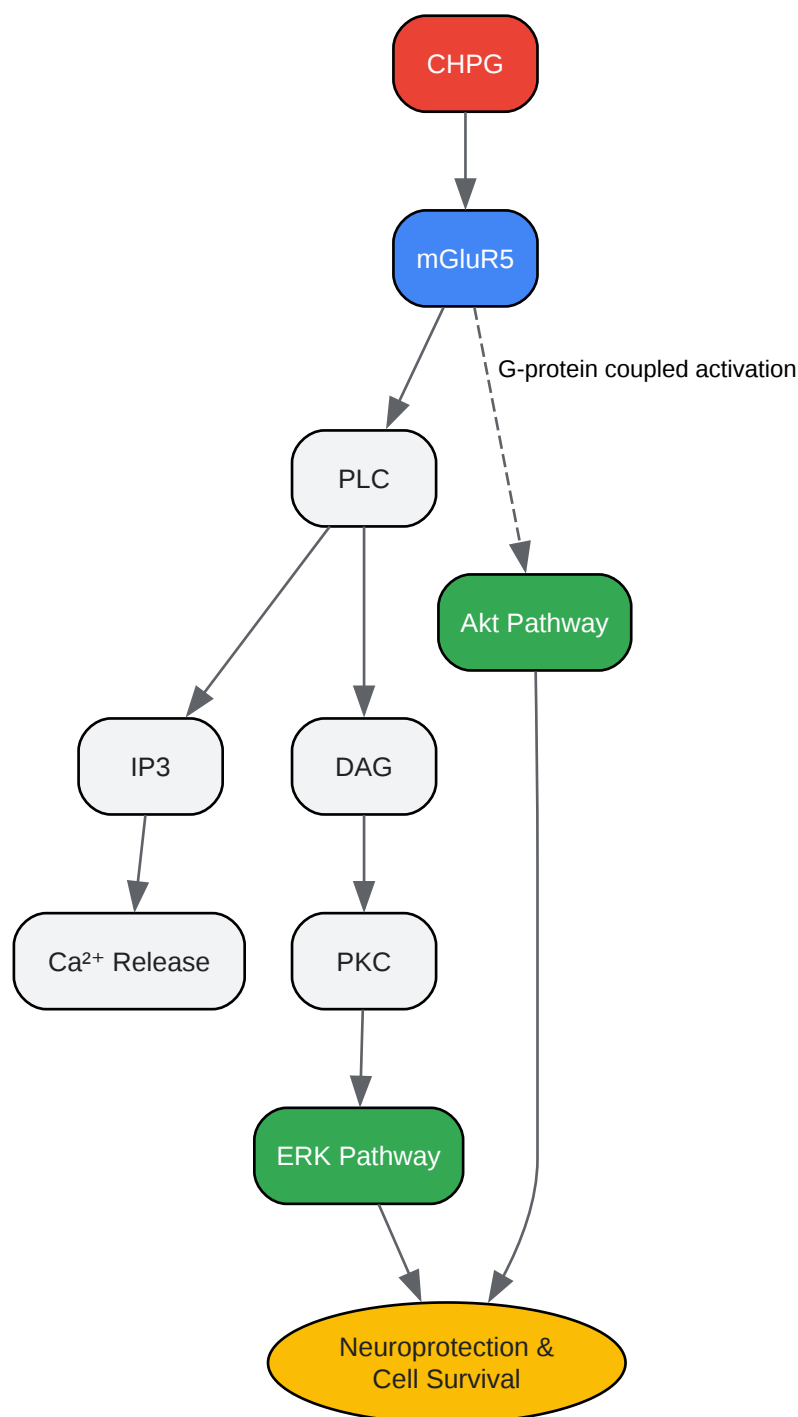 CHPG
mGluR5
G-protein coupled activation
PLC
Akt Pathway
IP3
DAG
Ca²⁺ Release
PKC
ERK Pathway
Neuroprotection &
Cell Survival